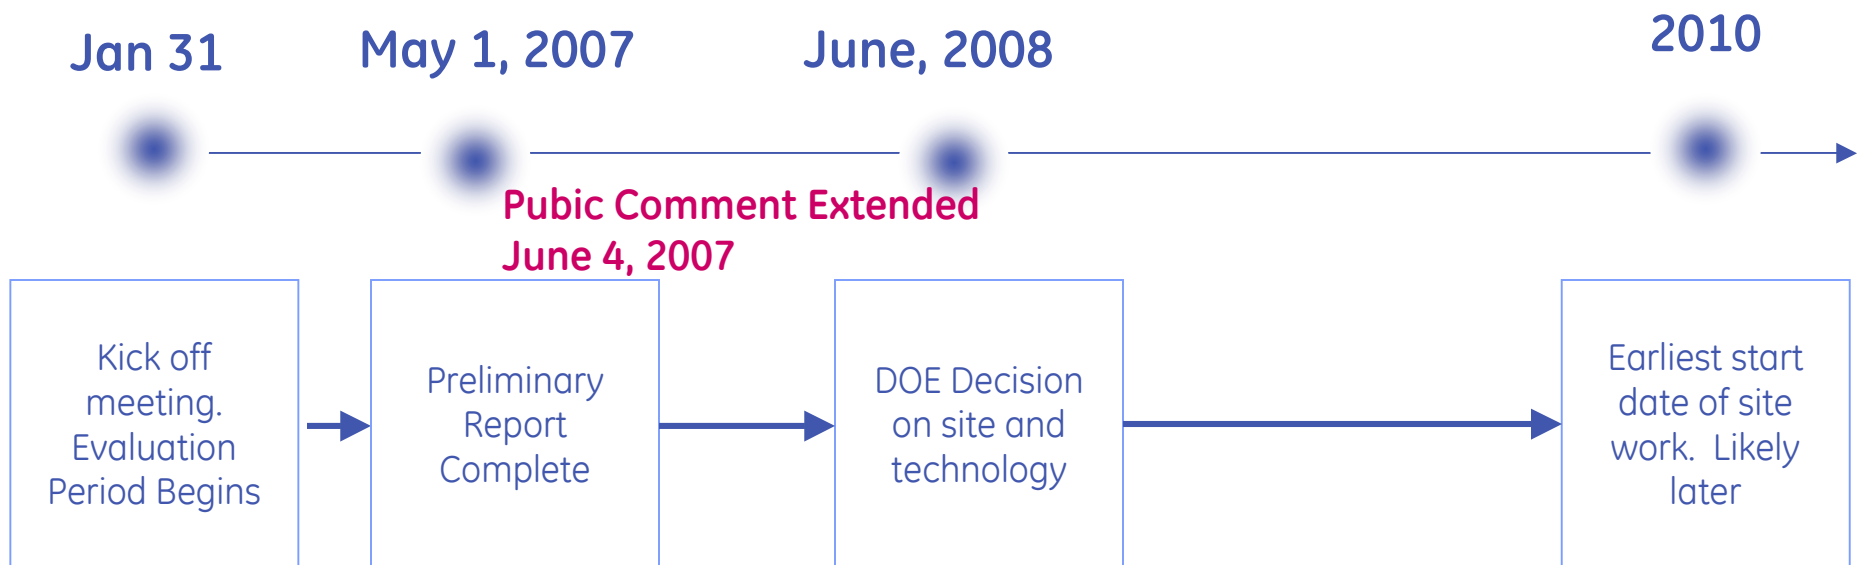 Jan 31
May 1, 2007
June, 2008
2010
Pubic Comment Extended
June 4, 2007
Kick off
meeting.
Evaluation
Period Begins
Preliminary
Report
Complete
DOE Decision
on site and
technology
Earliest start
date of site
work.  Likely
later